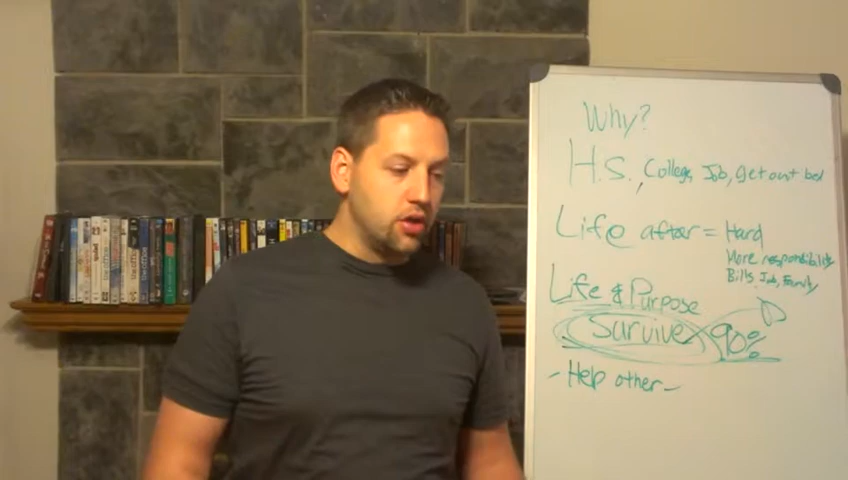 Why?
H.S., College, Job, get out bed
Life after = Hard
More responsibility
Bills, Job, Family
Life & Purpose
Survive 90%
- Help other -